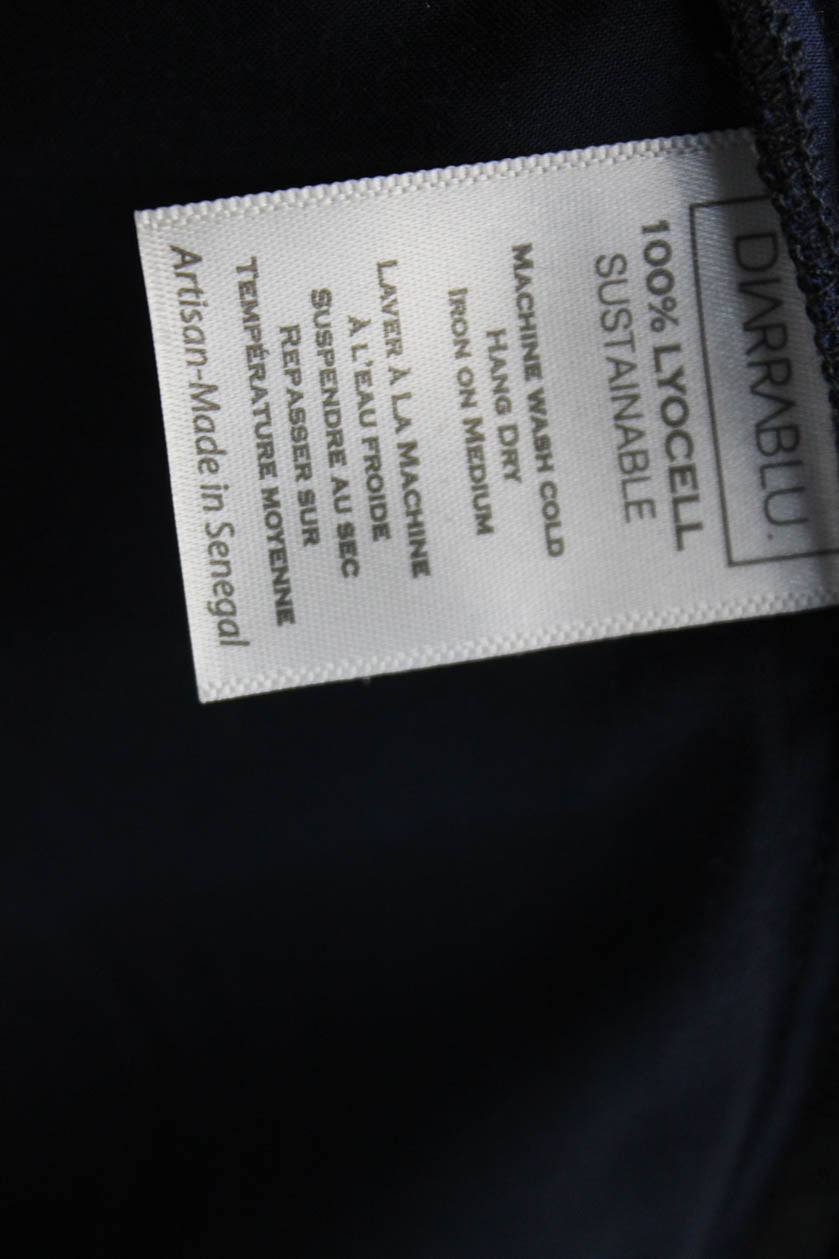 DIARRABLU.
100% LYOCELL
SUSTAINABLE
MACHINE WASH COLD
HANG DRY
IRON ON MEDIUM
LAVER À LA MACHINE
À L'EAU FROIDE
SUSPENDRE AU SEC
REPASSER SUR
TEMPÉRATURE MOYENNE
Artisan-Made in Senegal